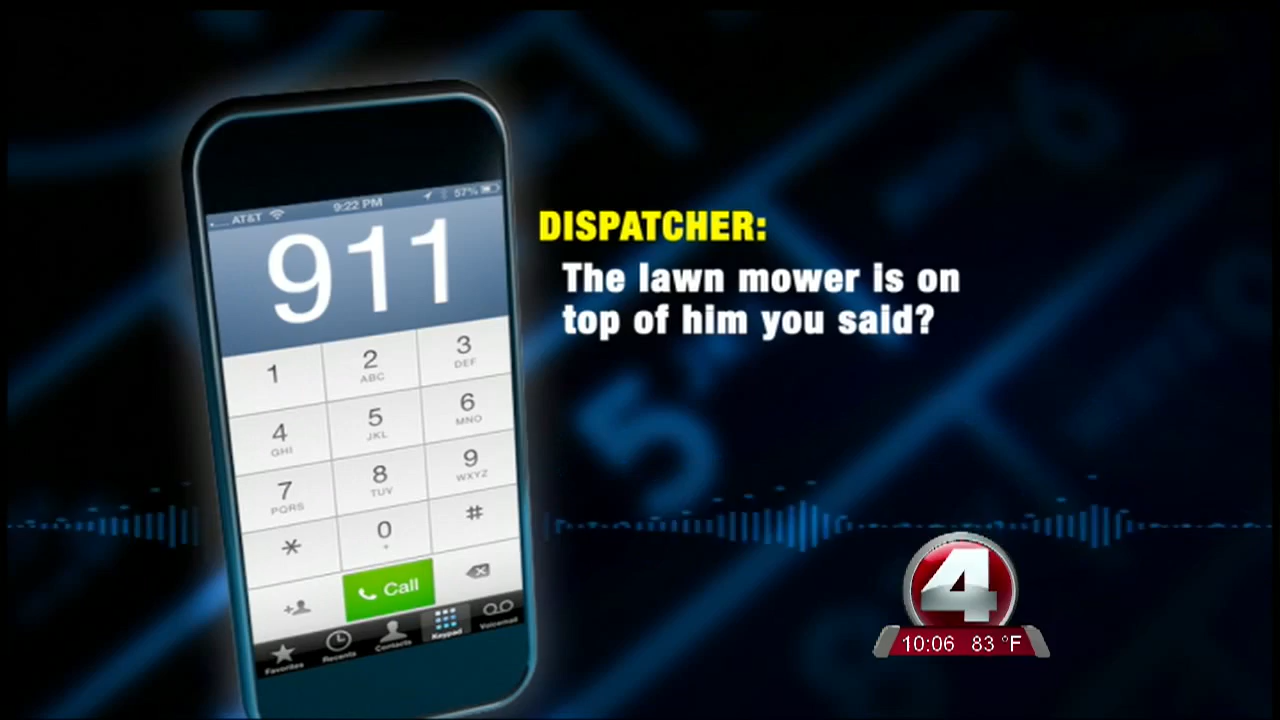 AT&T 9:22 PM 57%
911
DISPATCHER:
The lawn mower is on
top of him you said?
1
2
ABC
3
DEF
4
GHI
5
JKL
6
MNO
7
PQRS
8
TUV
9
WXYZ
*
0
+
#
Call
Favorites
Recents
Contacts
Keypad
Voicemail
5
6
4
10:06 83 °F